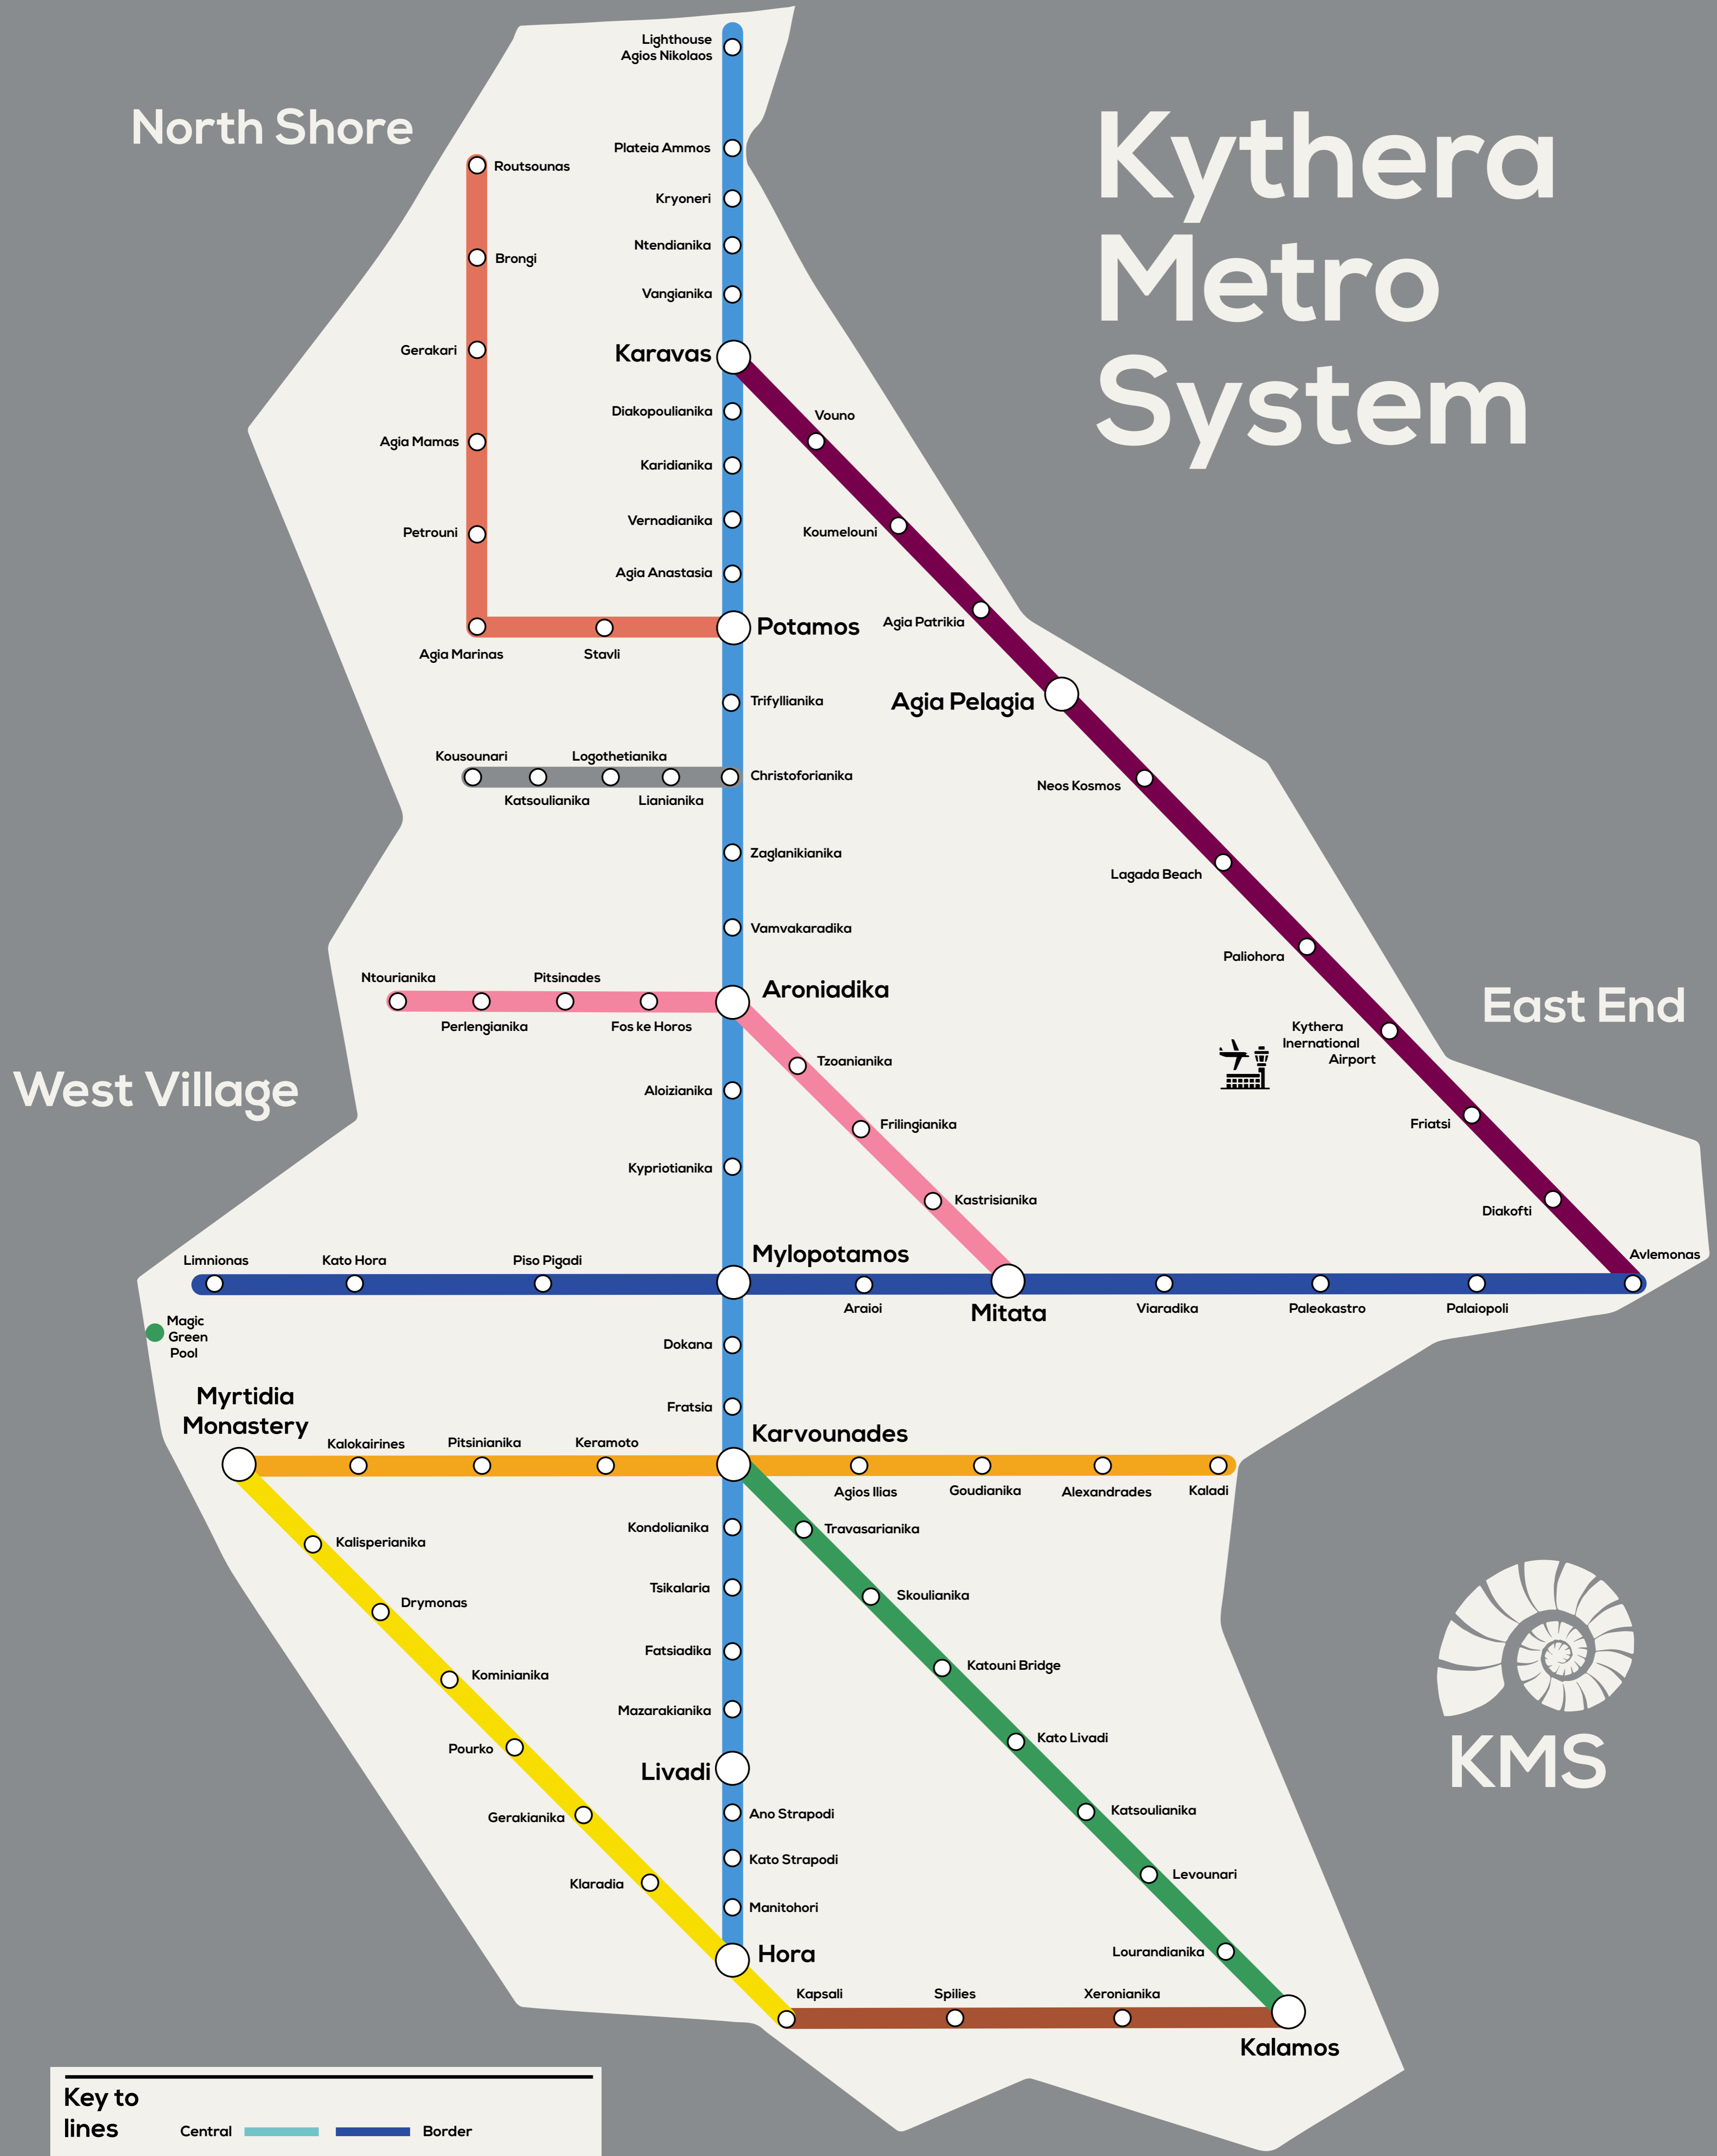 Kythera
Metro
System
North Shore
East End
West Village
Lighthouse
Agios Nikolaos
Plateia Ammos
Kryoneri
Ntendianika
Vangianika
Karavas
Diakopoulianika
Karidianika
Vernadianika
Agia Anastasia
Potamos
Routsounas
Brongi
Gerakari
Agia Mamas
Petrouni
Agia Marinas
Stavli
Vouno
Koumelouni
Agia Patrikia
Agia Pelagia
Neos Kosmos
Lagada Beach
Paliohora
Kythera
Inernational
Airport
Friatsi
Diakofti
Avlemonas
Trifyllianika
Kousounari
Logothetianika
Katsoulianika
Lianianika
Christoforianika
Zaglanikianika
Vamvakaradika
Ntourianika
Pitsinades
Perlengianika
Fos ke Horos
Aroniadika
Tzoanianika
Frilingianika
Kastrisianika
Aloizianika
Kypriotianika
Limnionas
Kato Hora
Piso Pigadi
Mylopotamos
Araioi
Mitata
Viaradika
Paleokastro
Palaiopoli
Magic
Green
Pool
Dokana
Fratsia
Myrtidia
Monastery
Kalokairines
Pitsinianika
Keramoto
Karvounades
Agios Ilias
Goudianika
Alexandrades
Kaladi
Kalisperianika
Drymonas
Kominianika
Pourko
Gerakianika
Klaradia
Kondolianika
Tsikalaria
Fatsiadika
Mazarakianika
Livadi
Ano Strapodi
Kato Strapodi
Manitohori
Hora
Travasarianika
Skoulianika
Katouni Bridge
Kato Livadi
Katsoulianika
Levounari
Lourandianika
Kapsali
Spilies
Xeronianika
Kalamos
KMS
Key to
lines
Central
Border